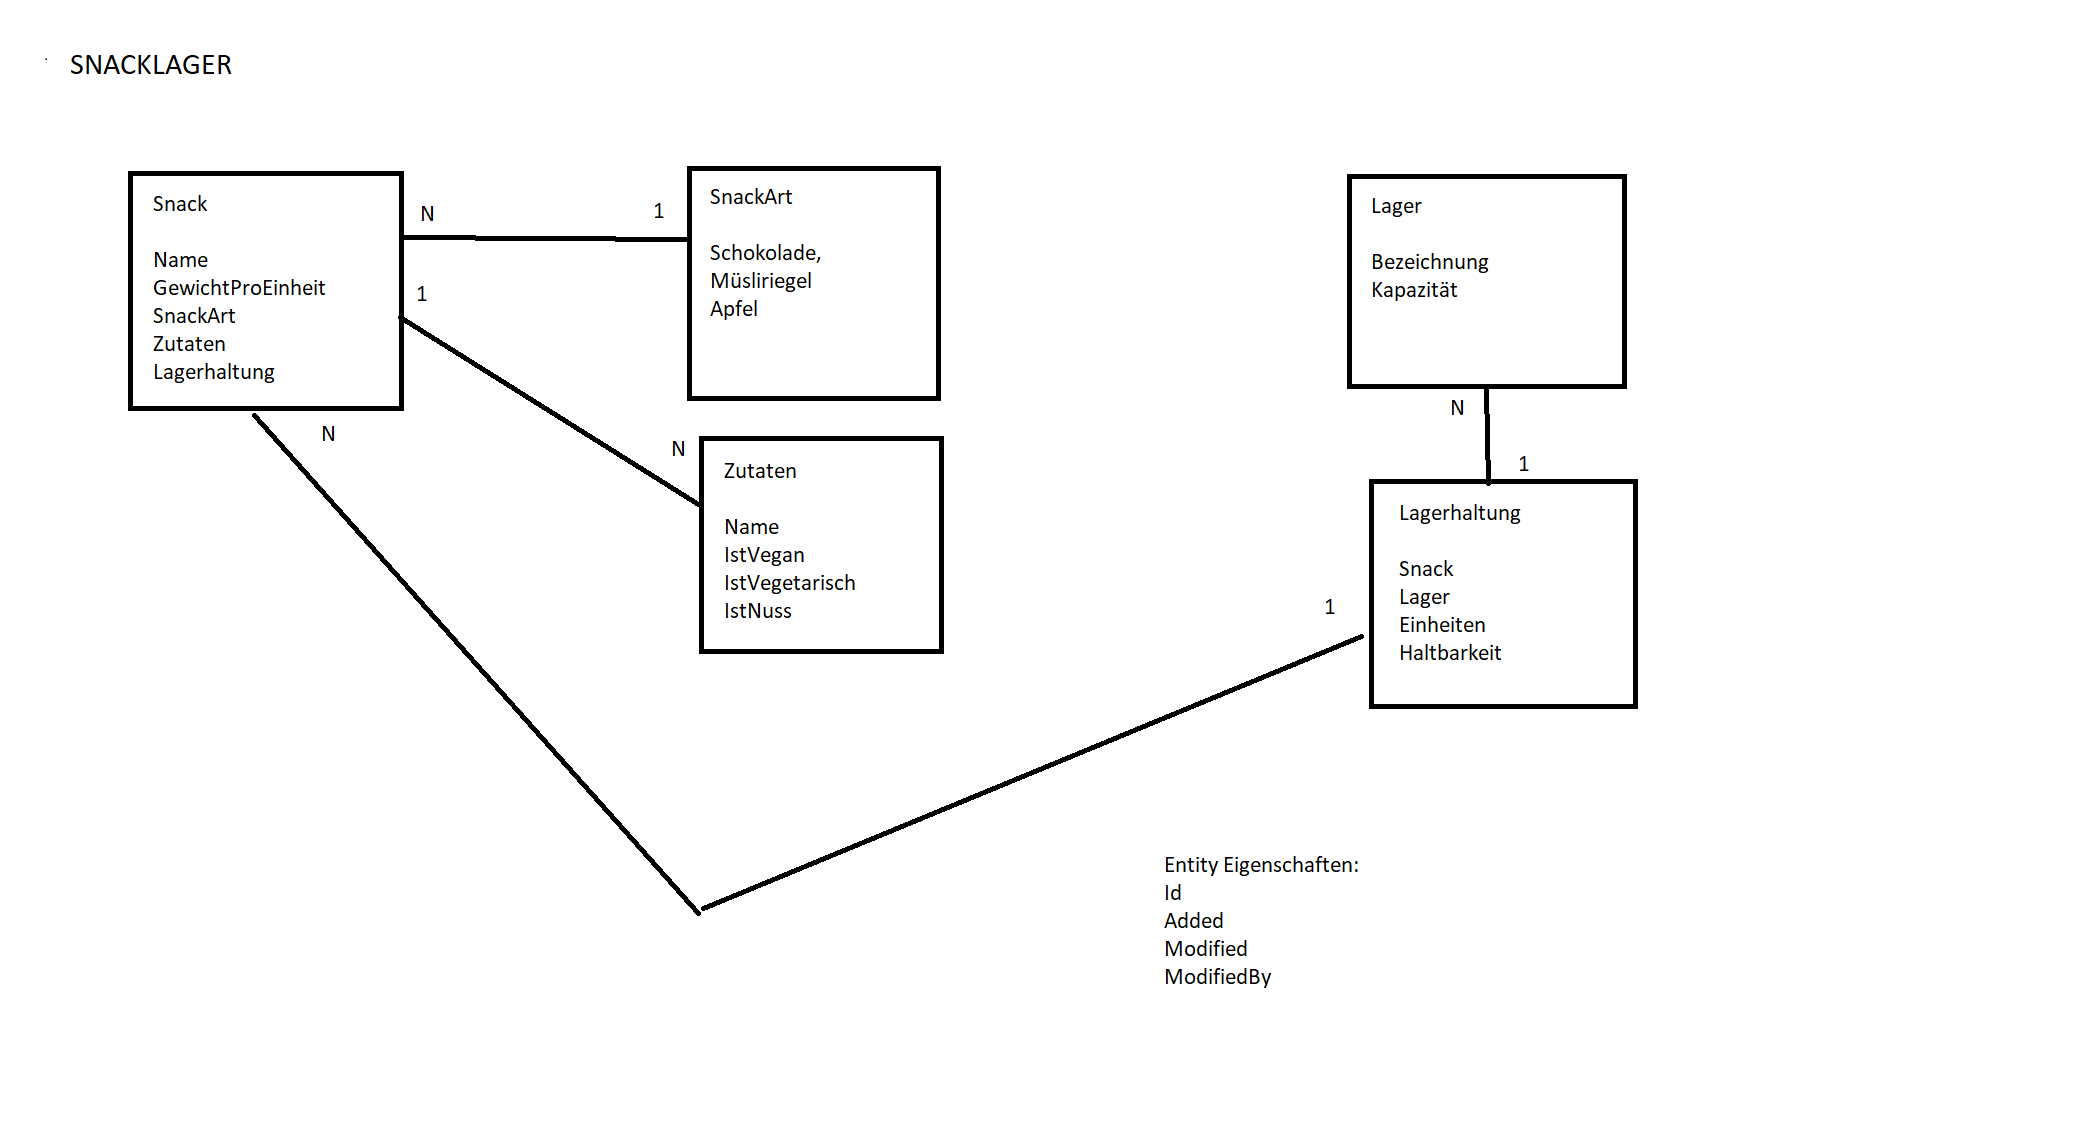 SNACKLAGER
Snack
Name
GewichtProEinheit
SnackArt
Zutaten
Lagerhaltung
N
1
SnackArt
Schokolade,
Müsliriegel
Apfel
1
N
Zutaten
Name
IstVegan
IstVegetarisch
IstNuss
N
Lager
Bezeichnung
Kapazität
N
1
Lagerhaltung
Snack
Lager
Einheiten
Haltbarkeit
1
Entity Eigenschaften:
Id
Added
Modified
ModifiedBy